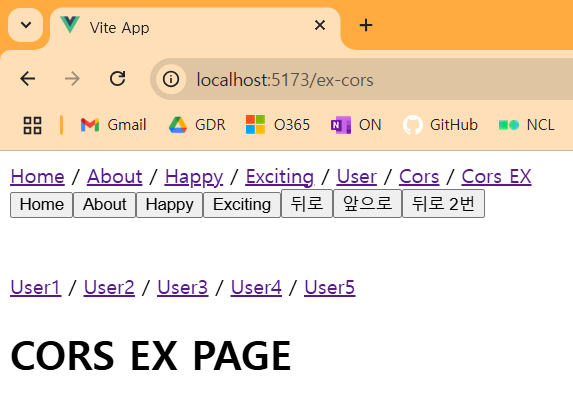 Vite App
localhost:5173/ex-cors
Gmail GDR O365 ON GitHub NCL
Home / About / Happy / Exciting / User / Cors / Cors EX
Home About Happy Exciting 뒤로 앞으로 뒤로 2번
User1 / User2 / User3 / User4 / User5
CORS EX PAGE